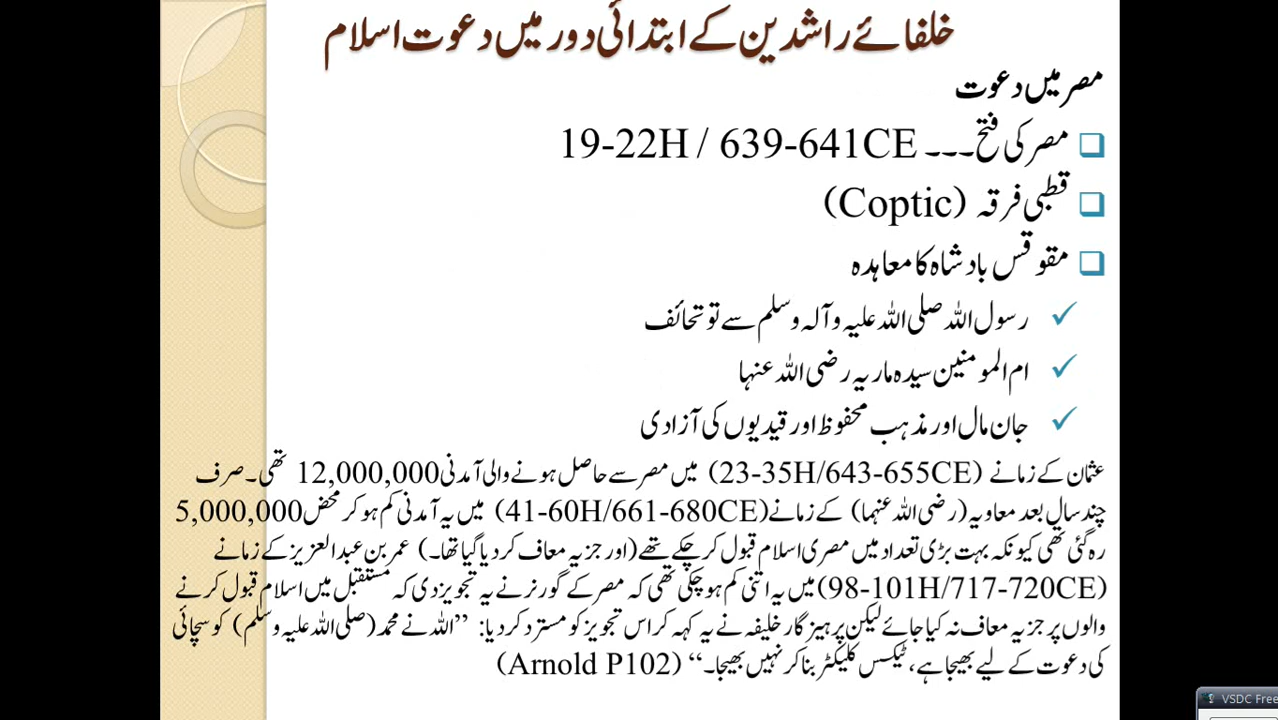 خلفائے راشدین کے ابتدائی دور میں دعوت اسلام
مصر میں دعوت
مصر کی فتح۔۔۔ 19-22H / 639-641CE
قطبی فرقہ (Coptic)
مقوقس بادشاہ کا معاہدہ
رسول اللہ صلی اللہ علیہ وآلہ وسلم سے تو تحائف
ام المومنین سیدہ ماریہ رضی اللہ عنہا
جان مال اور مذہب محفوظ اور قیدیوں کی آزادی
عثمان کے زمانے (23-35H/643-655CE) میں مصر سے حاصل ہونے والی آمدنی 12,000,000 تھی۔ صرف
چند سال بعد معاویہ (رضی اللہ عنہما) کے زمانے (41-60H/661-680CE) میں یہ آمدنی کم ہو کر محض 5,000,000
رہ گئی تھی کیونکہ بہت بڑی تعداد میں مصری اسلام قبول کر چکے تھے (اور جزیہ معاف کر دیا گیا تھا۔) عمر بن عبدالعزیز کے زمانے
(98-101H/717-720CE) میں یہ اتنی کم ہو چکی تھی کہ مصر کے گورنر نے یہ تجویز دی کہ مستقبل میں اسلام قبول کرنے
والوں پر جزیہ معاف نہ کیا جائے لیکن پرہیز گار خلیفہ نے یہ کہہ کر اس تجویز کو مسترد کر دیا: ”اللہ نے محمد (صلی اللہ علیہ وسلم) کو سچائی
کی دعوت کے لیے بھیجا ہے، ٹیکس کلیکٹر بنا کر نہیں بھیجا۔“ (Arnold P102)
VSDC Free